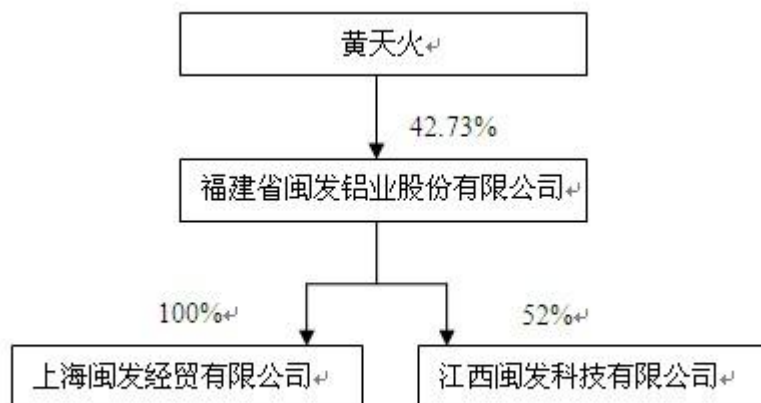 黄天火
42.73%
福建省闽发铝业股份有限公司
100%
52%
上海闽发经贸有限公司
江西闽发科技有限公司